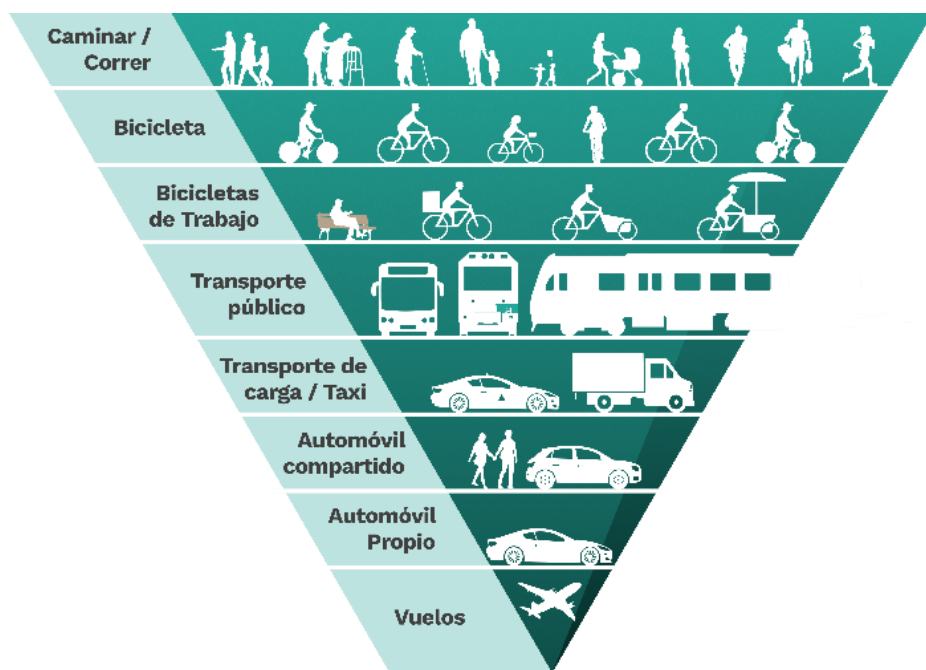 Caminar /
Correr
Bicicleta
Bicicletas
de Trabajo
Transporte
público
Transporte de
carga / Taxi
Automóvil
compartido
Automóvil
Propio
Vuelos